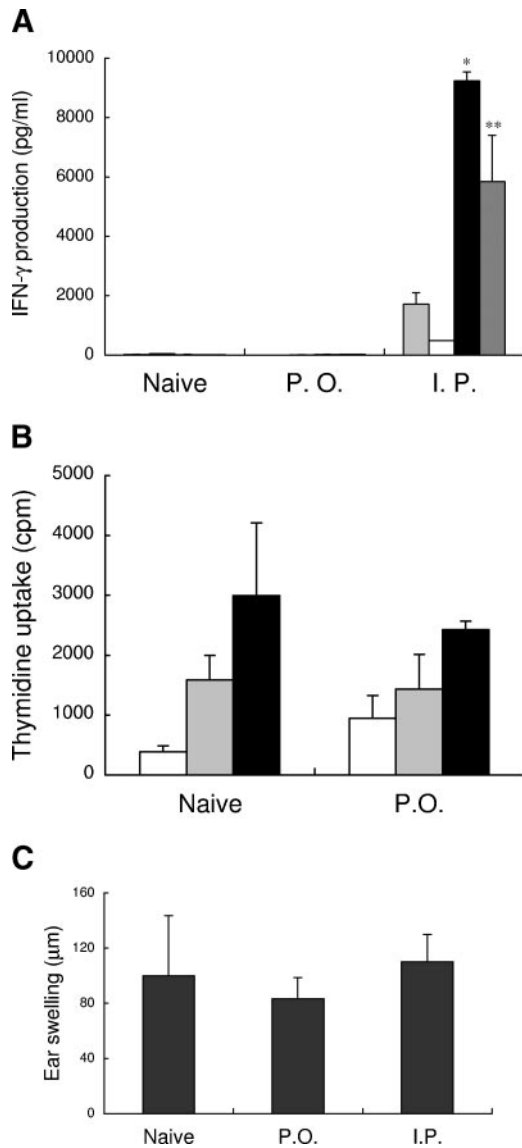 A
IFN-γ production (pg/ml)
10000
8000
6000
4000
2000
0
*
**
Naive P. O. I. P.
B
Thymidine uptake (cpm)
5000
4000
3000
2000
1000
0
Naive P.O.
C
Ear swelling (μm)
160
120
80
40
0
Naive P.O. I.P.